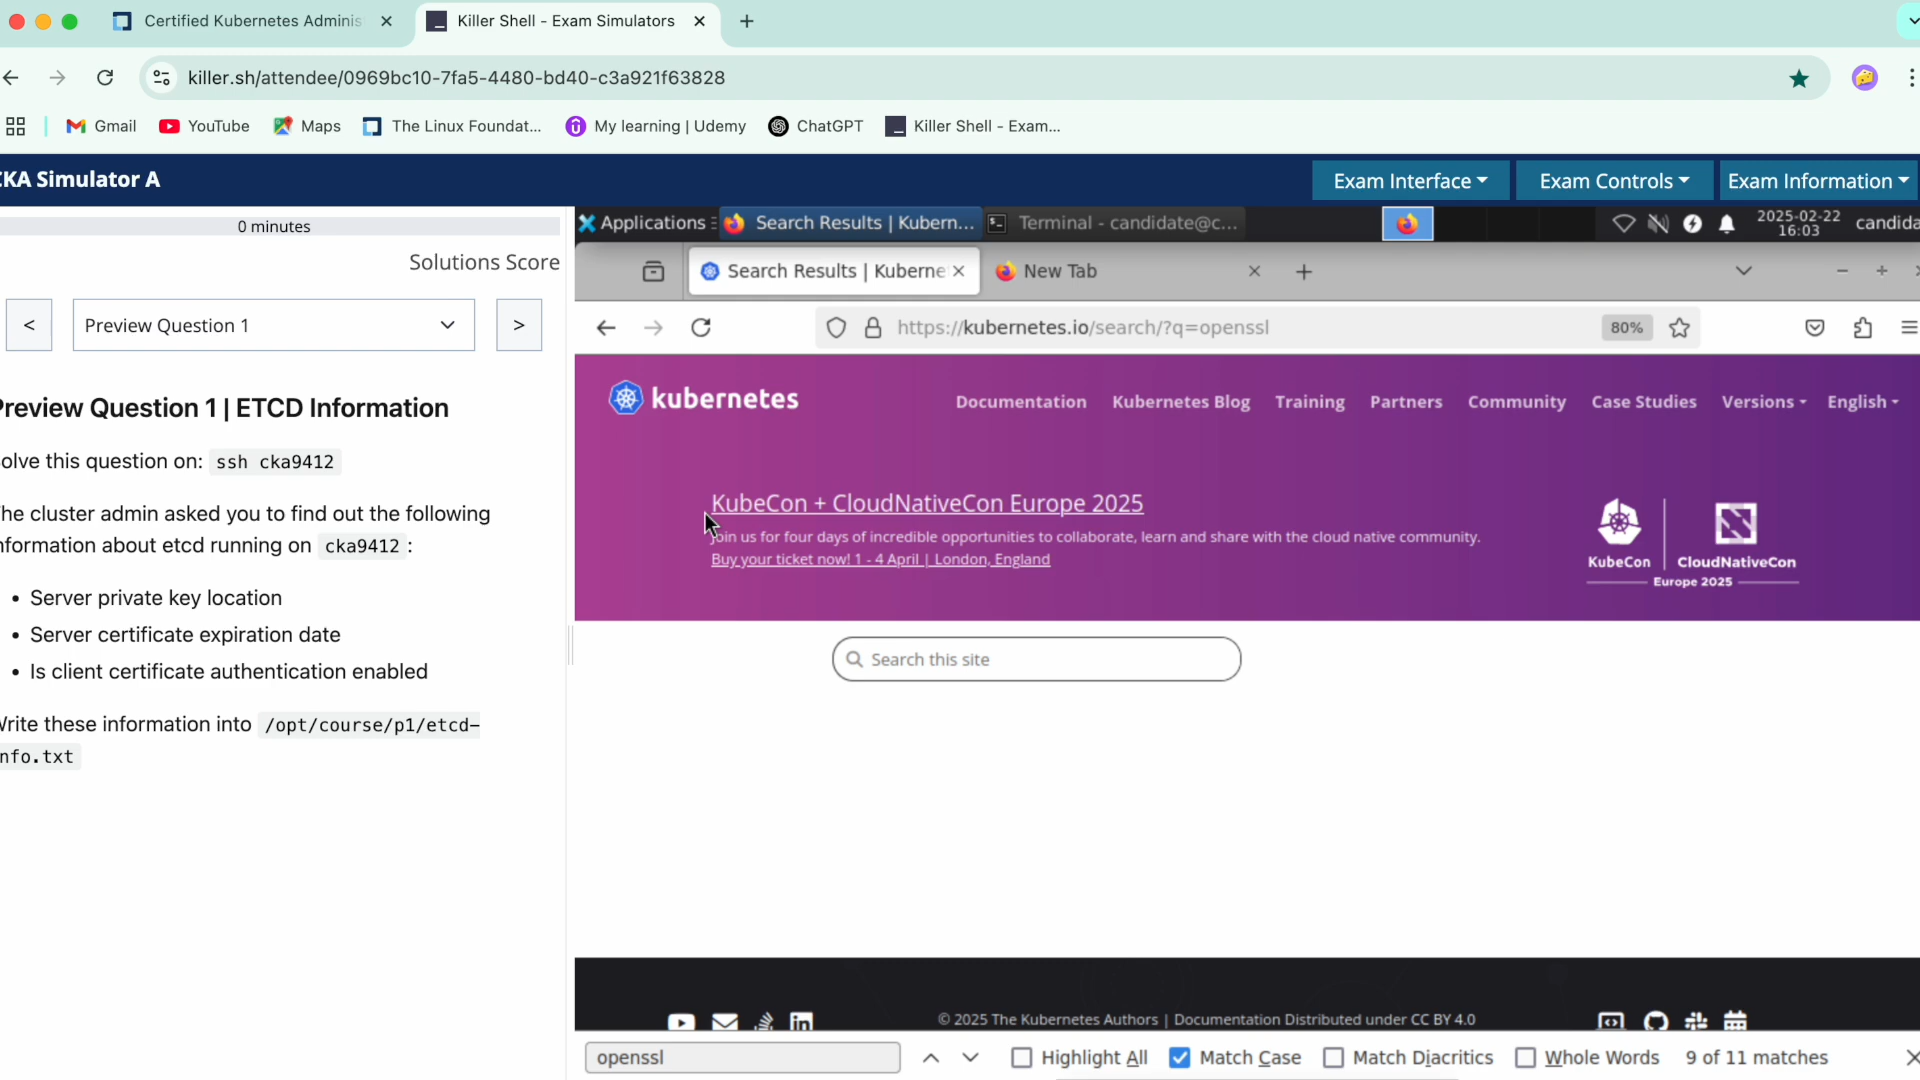 Certified Kubernetes Adminis
Killer Shell - Exam Simulators
killer.sh/attendee/0969bc10-7fa5-4480-bd40-c3a921f63828
Gmail
YouTube
Maps
The Linux Foundat...
My learning | Udemy
ChatGPT
Killer Shell - Exam...
CKA Simulator A
Exam Interface
Exam Controls
Exam Information
0 minutes
Solutions Score
<
Preview Question 1
>
Preview Question 1 | ETCD Information
olve this question on: ssh cka9412
he cluster admin asked you to find out the following
nformation about etcd running on cka9412 :
• Server private key location
• Server certificate expiration date
• Is client certificate authentication enabled
Write these information into /opt/course/p1/etcd-
nfo.txt
Applications
Search Results | Kubern...
Terminal - candidate@c...
2025-02-22
16:03
candida
Search Results | Kuberne
New Tab
https://kubernetes.io/search/?q=openssl
80%
kubernetes
Documentation
Kubernetes Blog
Training
Partners
Community
Case Studies
Versions
English
KubeCon + CloudNativeCon Europe 2025
Join us for four days of incredible opportunities to collaborate, learn and share with the cloud native community.
Buy your ticket now! 1 - 4 April | London, England
KubeCon
CloudNativeCon
Europe 2025
Search this site
© 2025 The Kubernetes Authors | Documentation Distributed under CC BY 4.0
openssl
Highlight All
Match Case
Match Diacritics
Whole Words
9 of 11 matches